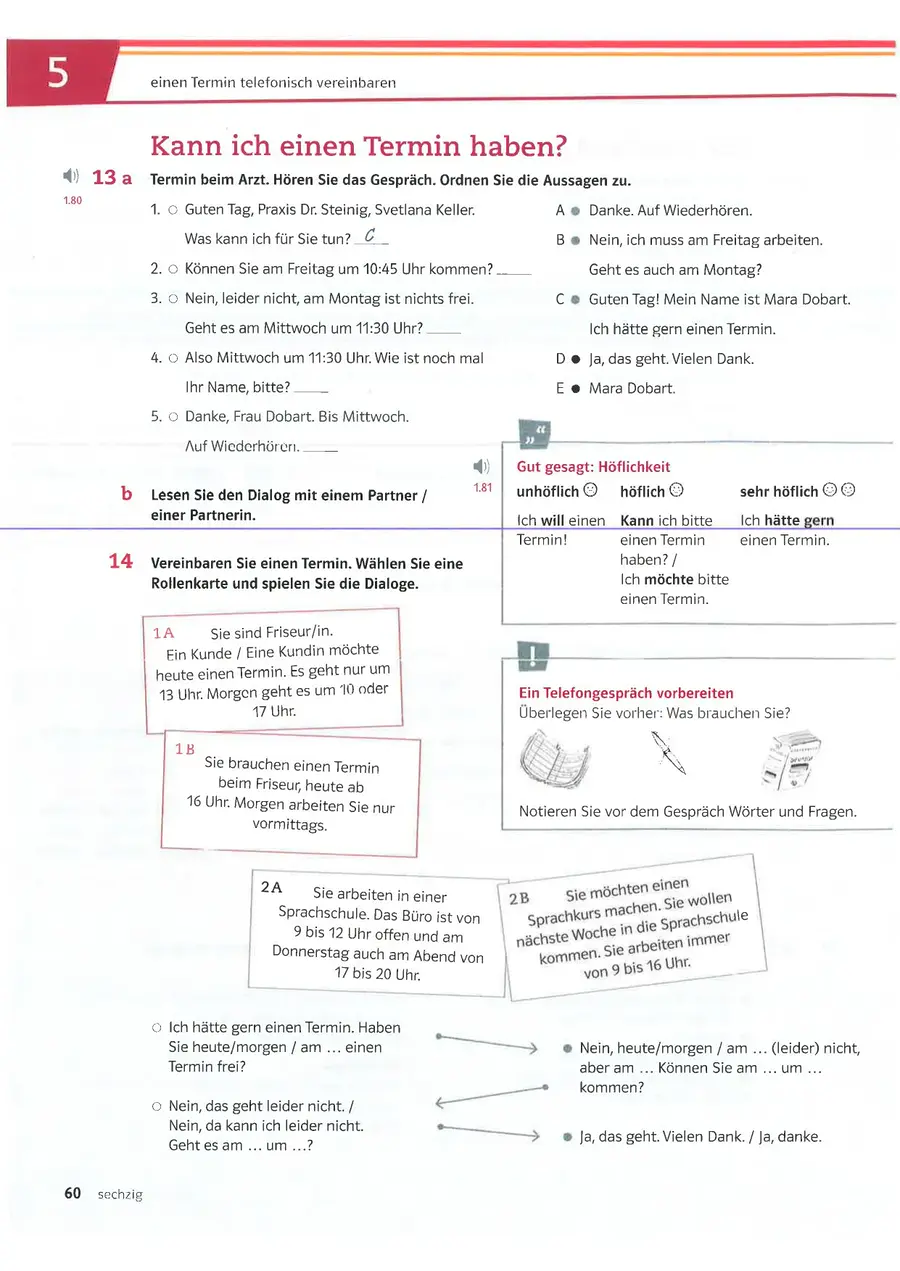 5
einen Termin telefonisch vereinbaren
Kann ich einen Termin haben?
13 a Termin beim Arzt. Hören Sie das Gespräch. Ordnen Sie die Aussagen zu.
1.80
1. ○ Guten Tag, Praxis Dr. Steinig, Svetlana Keller.
Was kann ich für Sie tun? C
2. ○ Können Sie am Freitag um 10:45 Uhr kommen? ____
3. ○ Nein, leider nicht, am Montag ist nichts frei.
Geht es am Mittwoch um 11:30 Uhr? ____
4. ○ Also Mittwoch um 11:30 Uhr. Wie ist noch mal
Ihr Name, bitte? ____
5. ○ Danke, Frau Dobart. Bis Mittwoch.
Auf Wiederhören. ____
A ● Danke. Auf Wiederhören.
B ● Nein, ich muss am Freitag arbeiten.
Geht es auch am Montag?
C ● Guten Tag! Mein Name ist Mara Dobart.
Ich hätte gern einen Termin.
D ● Ja, das geht. Vielen Dank.
E ● Mara Dobart.
b Lesen Sie den Dialog mit einem Partner /
einer Partnerin.
1.81
Gut gesagt: Höflichkeit
unhöflich ☹ höflich ☺ sehr höflich ☺ ☺
Ich will einen Kann ich bitte Ich hätte gern
Termin! einen Termin einen Termin.
haben? /
Ich möchte bitte
einen Termin.
14 Vereinbaren Sie einen Termin. Wählen Sie eine
Rollenkarte und spielen Sie die Dialoge.
1A Sie sind Friseur/in.
Ein Kunde / Eine Kundin möchte
heute einen Termin. Es geht nur um
13 Uhr. Morgen geht es um 10 oder
17 Uhr.
1B
Sie brauchen einen Termin
beim Friseur, heute ab
16 Uhr. Morgen arbeiten Sie nur
vormittags.
!
Ein Telefongespräch vorbereiten
Überlegen Sie vorher: Was brauchen Sie?
Notieren Sie vor dem Gespräch Wörter und Fragen.
2A Sie arbeiten in einer
Sprachschule. Das Büro ist von
9 bis 12 Uhr offen und am
Donnerstag auch am Abend von
17 bis 20 Uhr.
2B Sie möchten einen
Sprachkurs machen. Sie wollen
nächste Woche in die Sprachschule
kommen. Sie arbeiten immer
von 9 bis 16 Uhr.
○ Ich hätte gern einen Termin. Haben
Sie heute/morgen / am ... einen
Termin frei?
● Nein, heute/morgen / am ... (leider) nicht,
aber am ... Können Sie am ... um ...
kommen?
○ Nein, das geht leider nicht. /
Nein, da kann ich leider nicht.
Geht es am ... um ...?
● Ja, das geht. Vielen Dank. / Ja, danke.
60 sechzig